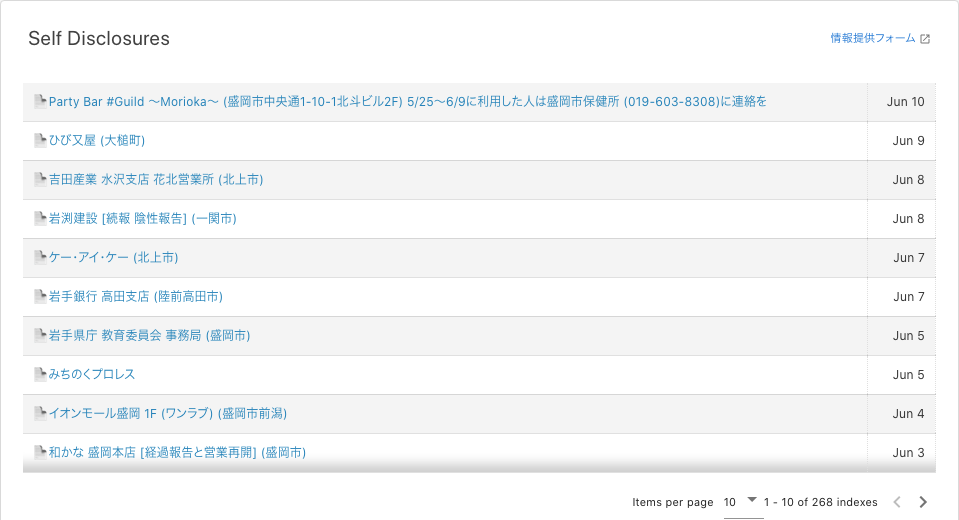 Self Disclosures
情報提供フォーム
Party Bar #Guild 〜Morioka〜 (盛岡市中央通1-10-1北斗ビル2F) 5/25〜6/9に利用した人は盛岡市保健所 (019-603-8308)に連絡を Jun 10
ひび又屋 (大槌町) Jun 9
吉田産業 水沢支店 花北営業所 (北上市) Jun 8
岩渕建設 [続報 陰性報告] (一関市) Jun 8
ケー・アイ・ケー (北上市) Jun 7
岩手銀行 高田支店 (陸前高田市) Jun 7
岩手県庁 教育委員会 事務局 (盛岡市) Jun 5
みちのくプロレス Jun 5
イオンモール盛岡 1F (ワンラブ) (盛岡市前潟) Jun 4
和かな 盛岡本店 [経過報告と営業再開] (盛岡市) Jun 3
Items per page 10 1 - 10 of 268 indexes